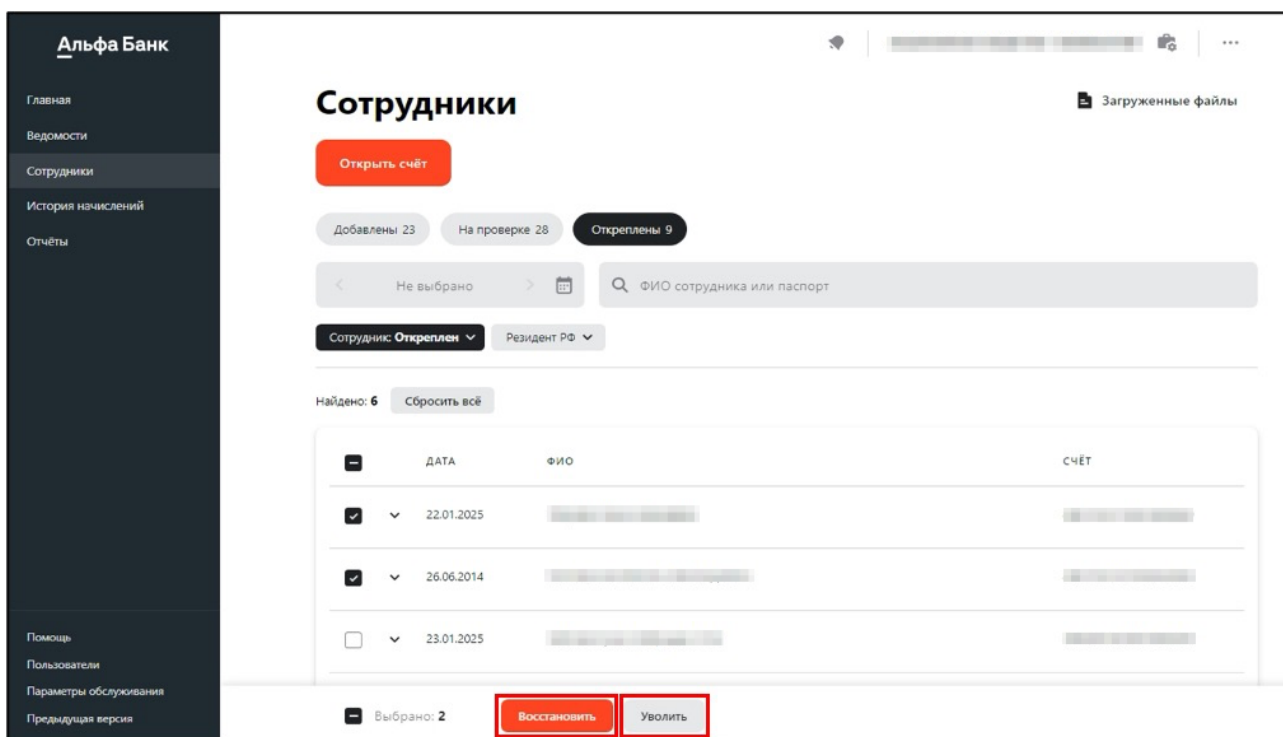 Альфа Банк
Главная
Ведомости
Сотрудники
История начислений
Отчёты
Помощь
Пользователи
Параметры обслуживания
Предыдущая версия
Сотрудники
Загруженные файлы
Открыть счёт
Добавлены 23
На проверке 28
Откреплены 9
Не выбрано
ФИО сотрудника или паспорт
Сотрудник: Откреплен
Резидент РФ
Найдено: 6
Сбросить всё
ДАТА ФИО СЧЁТ
22.01.2025
26.06.2014
23.01.2025
Выбрано: 2
Восстановить
Уволить